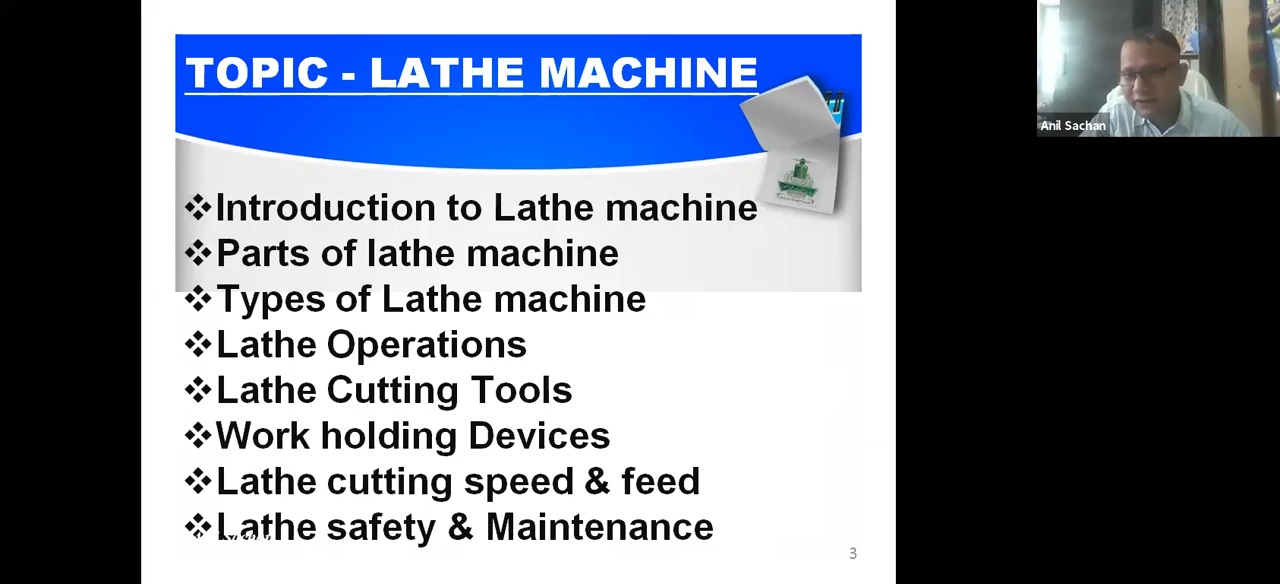 TOPIC - LATHE MACHINE
Anil Sachan
❖Introduction to Lathe machine
❖Parts of lathe machine
❖Types of Lathe machine
❖Lathe Operations
❖Lathe Cutting Tools
❖Work holding Devices
❖Lathe cutting speed & feed
❖Lathe safety & Maintenance
3